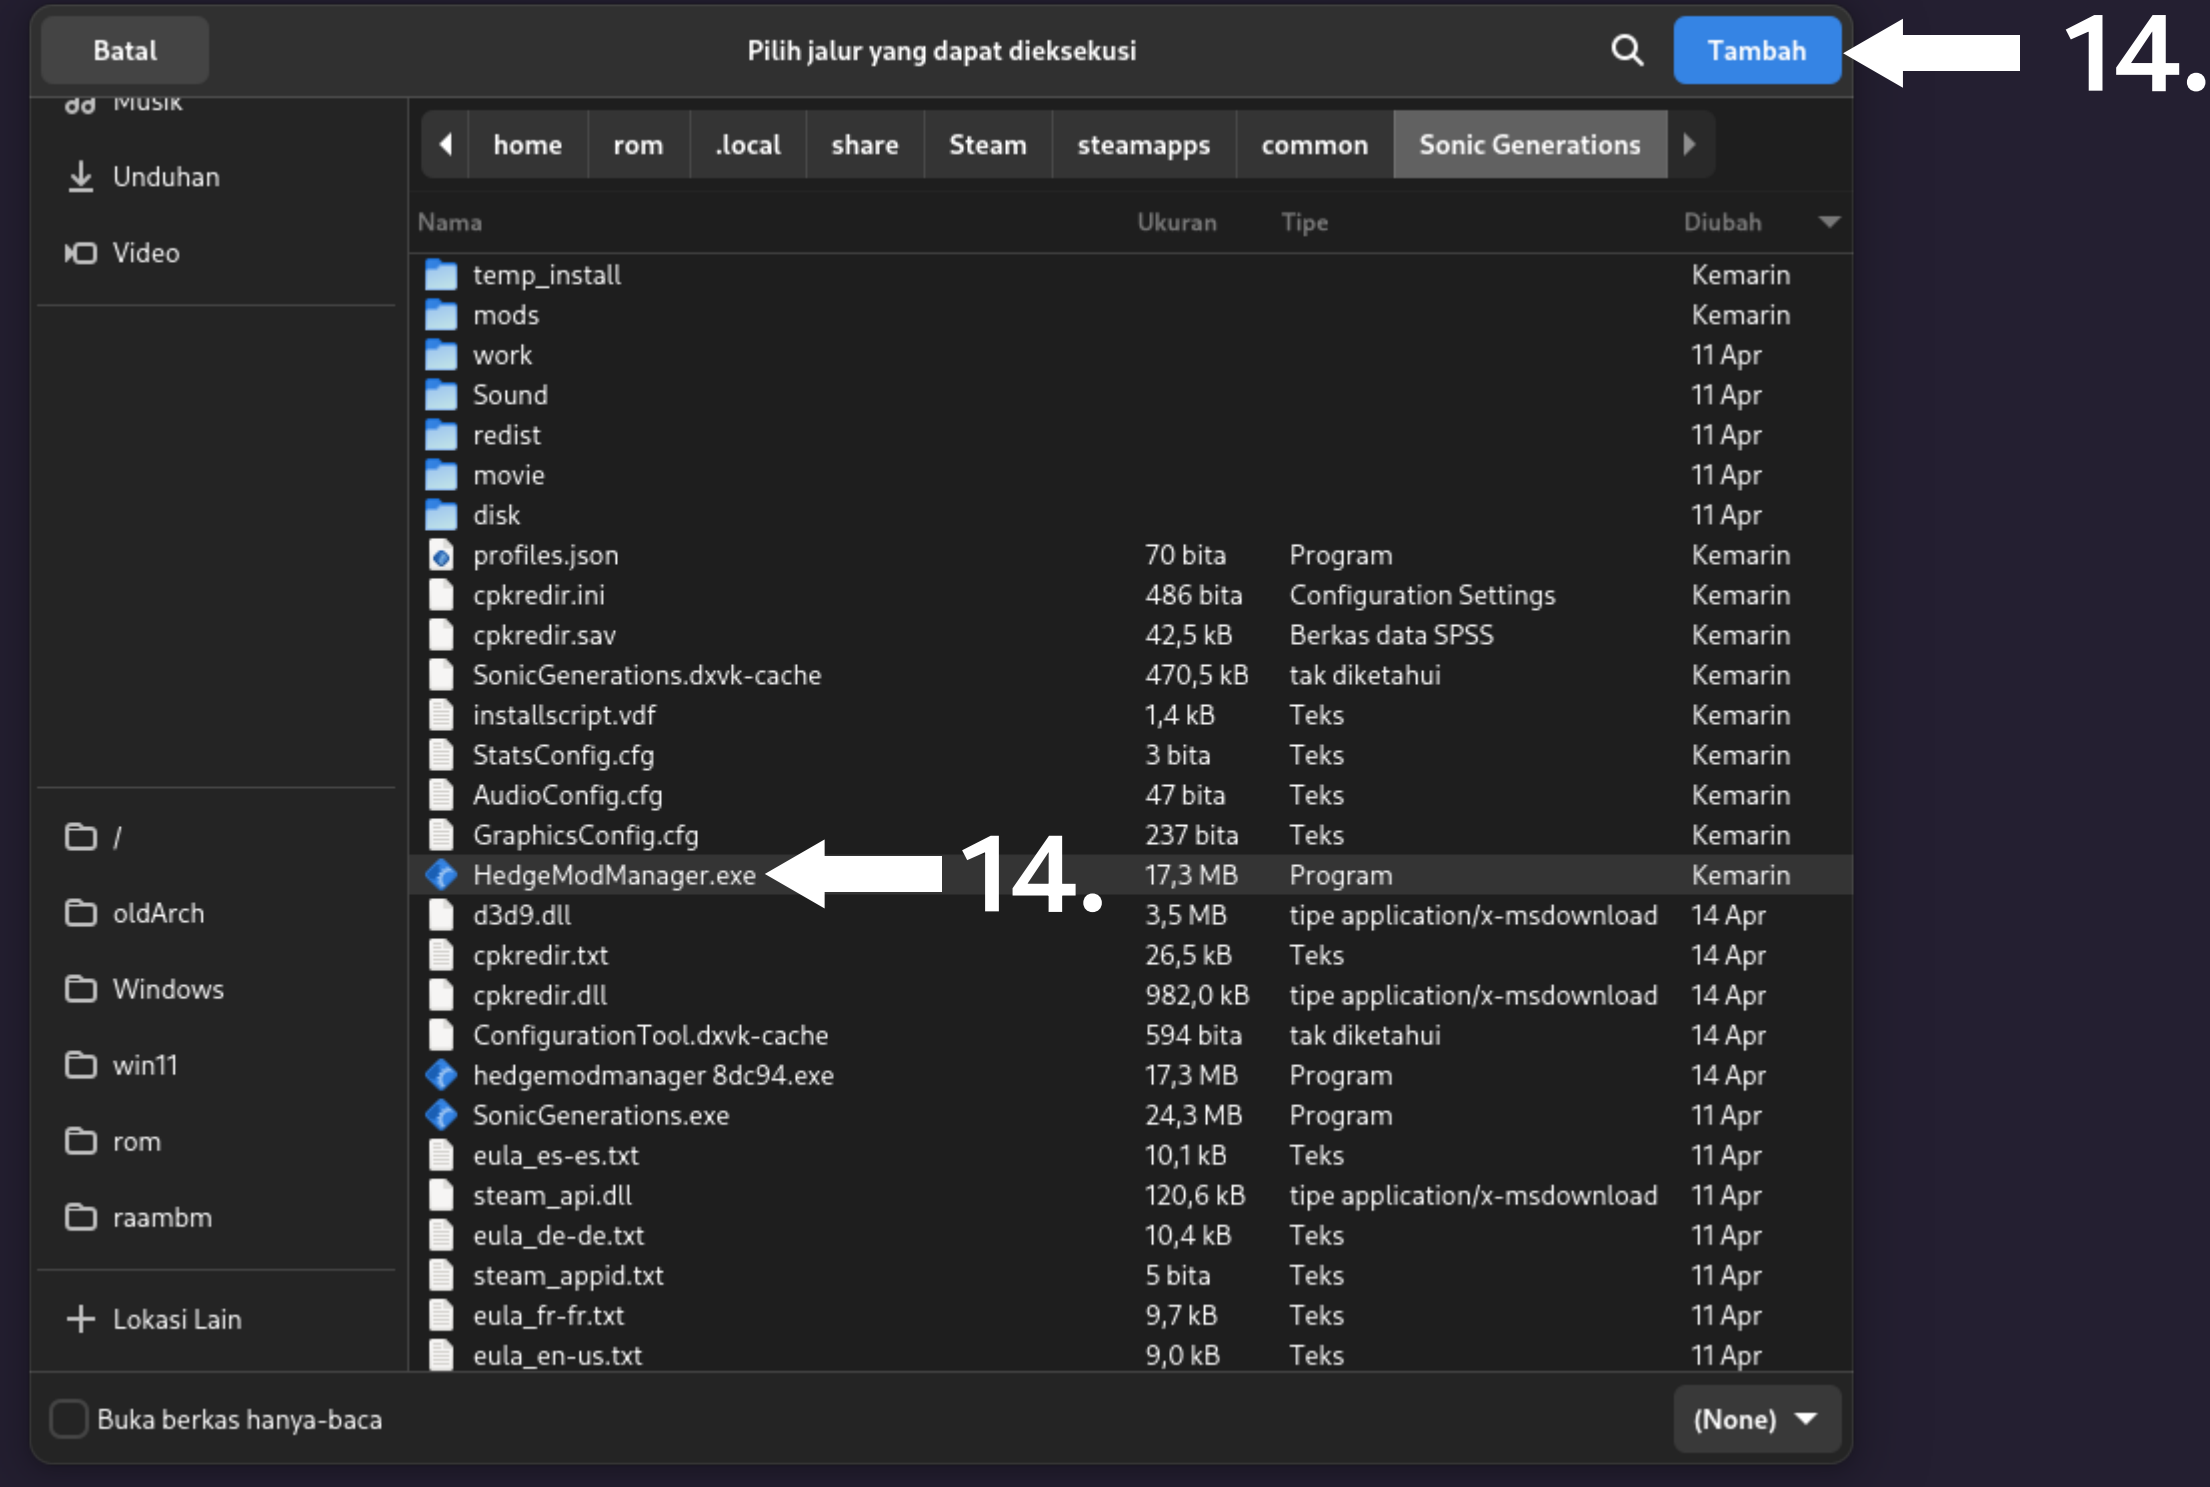 Batal
Pilih jalur yang dapat dieksekusi
Tambah
14.
Musik
Unduhan
Video
/
oldArch
Windows
win11
rom
raambm
Lokasi Lain
home rom .local share Steam steamapps common Sonic Generations
Nama Ukuran Tipe Diubah
temp_install Kemarin
mods Kemarin
work 11 Apr
Sound 11 Apr
redist 11 Apr
movie 11 Apr
disk 11 Apr
profiles.json 70 bita Program Kemarin
cpkredir.ini 486 bita Configuration Settings Kemarin
cpkredir.sav 42,5 kB Berkas data SPSS Kemarin
SonicGenerations.dxvk-cache 470,5 kB tak diketahui Kemarin
installscript.vdf 1,4 kB Teks Kemarin
StatsConfig.cfg 3 bita Teks Kemarin
AudioConfig.cfg 47 bita Teks Kemarin
GraphicsConfig.cfg 237 bita Teks Kemarin
HedgeModManager.exe 14. 17,3 MB Program Kemarin
d3d9.dll 3,5 MB tipe application/x-msdownload 14 Apr
cpkredir.txt 26,5 kB Teks 14 Apr
cpkredir.dll 982,0 kB tipe application/x-msdownload 14 Apr
ConfigurationTool.dxvk-cache 594 bita tak diketahui 14 Apr
hedgemodmanager 8dc94.exe 17,3 MB Program 14 Apr
SonicGenerations.exe 24,3 MB Program 11 Apr
eula_es-es.txt 10,1 kB Teks 11 Apr
steam_api.dll 120,6 kB tipe application/x-msdownload 11 Apr
eula_de-de.txt 10,4 kB Teks 11 Apr
steam_appid.txt 5 bita Teks 11 Apr
eula_fr-fr.txt 9,7 kB Teks 11 Apr
eula_en-us.txt 9,0 kB Teks 11 Apr
Buka berkas hanya-baca
(None)